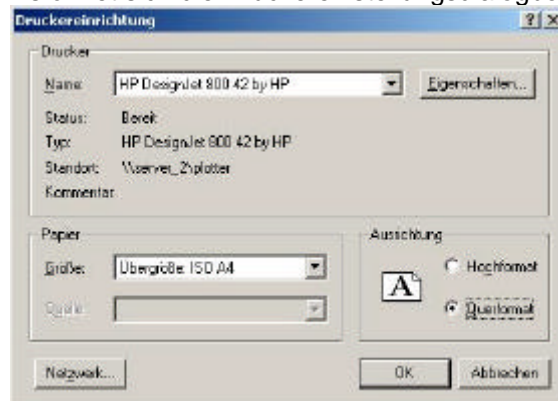 Druckereinrichtung
Drucker
Name: HP DesignJet 800 42 by HP Eigenschaften...
Status: Bereit
Typ: HP DesignJet 800 42 by HP
Standort: \\server_2\plotter
Kommentar:
Papier
Größe: Übergröße: ISO A4
Quelle:
Ausrichtung
Hochformat
Querformat
Netzwerk...
OK
Abbrechen